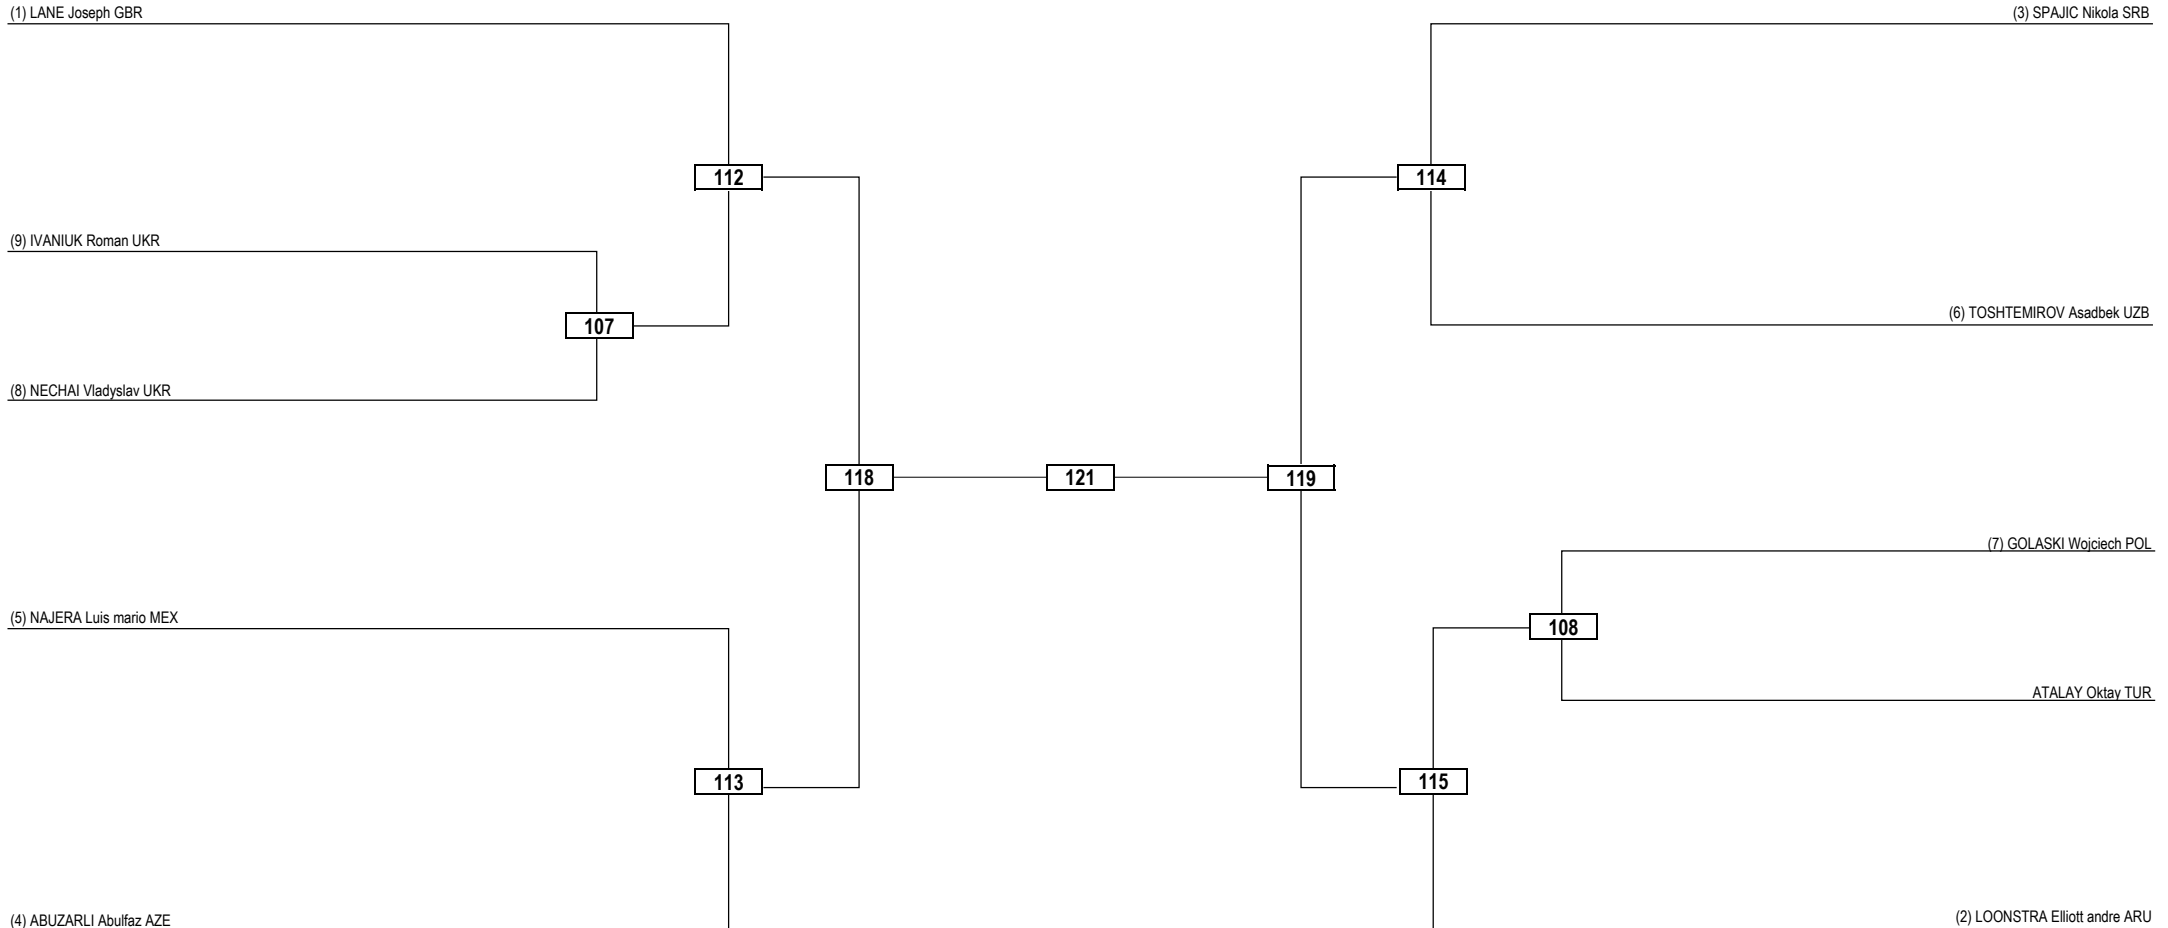 (1) LANE Joseph GBR
(3) SPAJIC Nikola SRB
112
114
(9) IVANIUK Roman UKR
107
(6) TOSHTEMIROV Asadbek UZB
(8) NECHAI Vladyslav UKR
118
121
119
(7) GOLASKI Wojciech POL
(5) NAJERA Luis mario MEX
108
ATALAY Oktay TUR
113
115
(4) ABUZARLI Abulfaz AZE
(2) LOONSTRA Elliott andre ARU